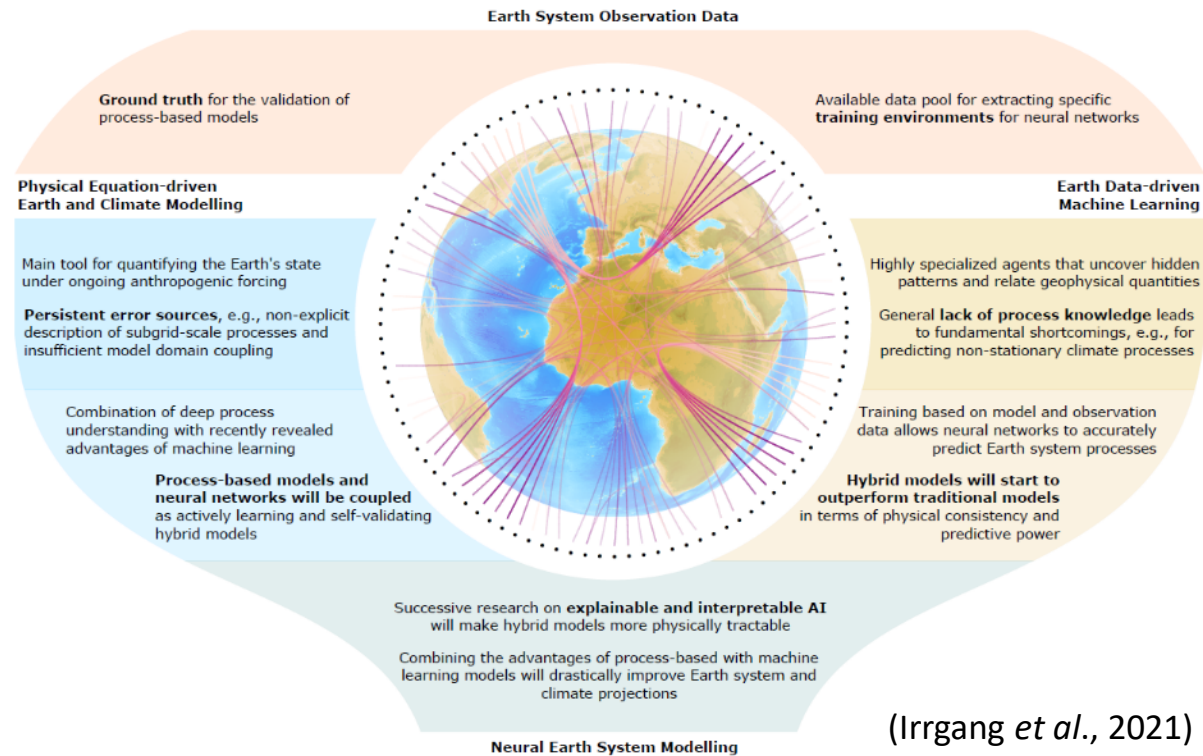 Earth System Observation Data
Ground truth for the validation of
process-based models
Available data pool for extracting specific
training environments for neural networks
Physical Equation-driven
Earth and Climate Modelling
Earth Data-driven
Machine Learning
Main tool for quantifying the Earth's state
under ongoing anthropogenic forcing
Persistent error sources, e.g., non-explicit
description of subgrid-scale processes and
insufficient model domain coupling
Highly specialized agents that uncover hidden
patterns and relate geophysical quantities
General lack of process knowledge leads
to fundamental shortcomings, e.g., for
predicting non-stationary climate processes
Combination of deep process
understanding with recently revealed
advantages of machine learning
Process-based models and
neural networks will be coupled
as actively learning and self-validating
hybrid models
Training based on model and observation
data allows neural networks to accurately
predict Earth system processes
Hybrid models will start to
outperform traditional models
in terms of physical consistency and
predictive power
Successive research on explainable and interpretable AI
will make hybrid models more physically tractable
Combining the advantages of process-based with machine
learning models will drastically improve Earth system and
climate projections
Neural Earth System Modelling
(Irrgang et al., 2021)